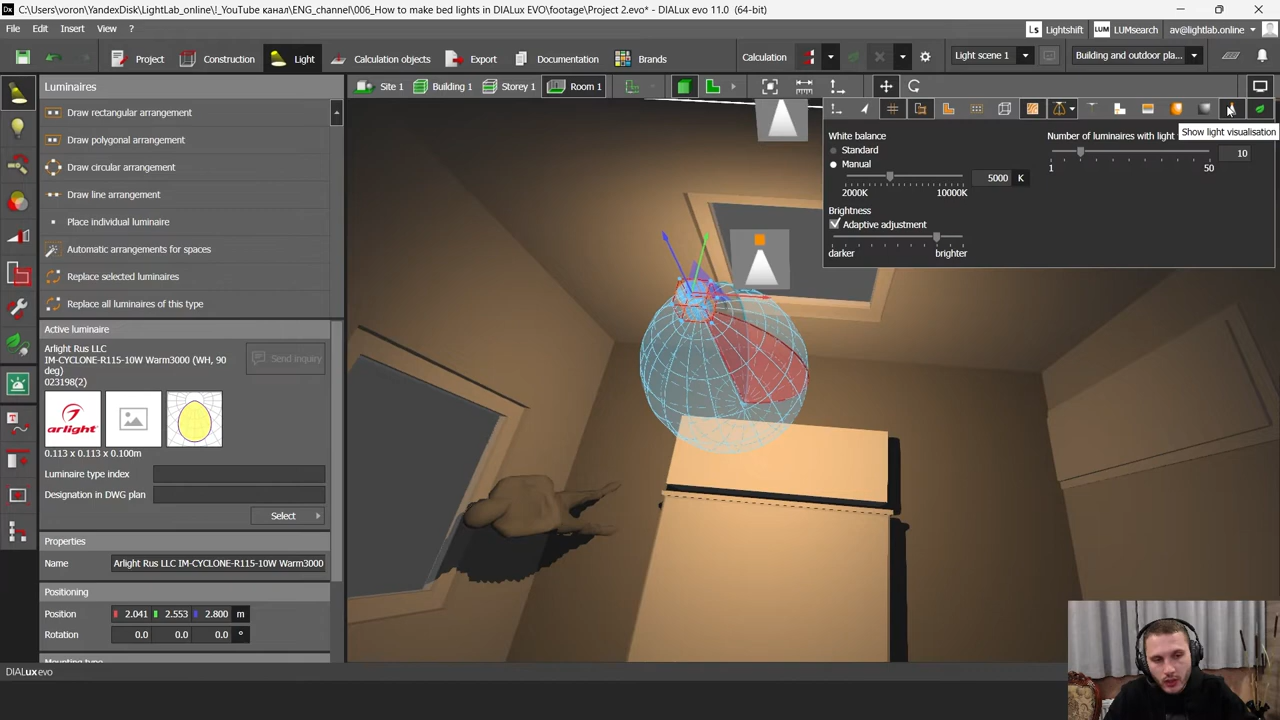 C:\Users\voron\YandexDisk\LightLab_online\!_YouTube канал\ENG_channel\006_How to make bed lights in DIALux EVO\footage\Project 2.evo* - DIALux evo 11.0 (64-bit)
File Edit Insert View ?
Lightshift LUMsearch av@lightlab.online
Project Construction Light Calculation objects Export Documentation Brands Calculation Light scene 1 Building and outdoor pla...
Luminaires
Site 1 Building 1 Storey 1 Room 1
Draw rectangular arrangement
Draw polygonal arrangement
Draw circular arrangement
Draw line arrangement
Place individual luminaire
Automatic arrangements for spaces
Replace selected luminaires
Replace all luminaires of this type
Show light visualisation
White balance
Standard
Manual
5000 K
2000K 10000K
Brightness
Adaptive adjustment
darker brighter
Number of luminaires with light
10
1 50
Active luminaire
Arlight Rus LLC
IM-CYCLONE-R115-10W Warm3000 (WH, 90 deg)
023198(2)
Send inquiry
arlight
0.113 x 0.113 x 0.100m
Luminaire type index
Designation in DWG plan
Select
Properties
Name Arlight Rus LLC IM-CYCLONE-R115-10W Warm3000
Positioning
Position 2.041 2.553 2.800 m
Rotation 0.0 0.0 0.0 °
DIALux evo